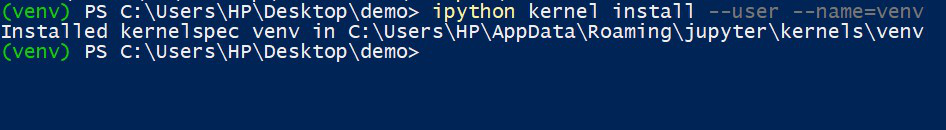 (venv) PS C:\Users\HP\Desktop\demo> ipython kernel install --user --name=venv
Installed kernelspec venv in C:\Users\HP\AppData\Roaming\jupyter\kernels\venv
(venv) PS C:\Users\HP\Desktop\demo>